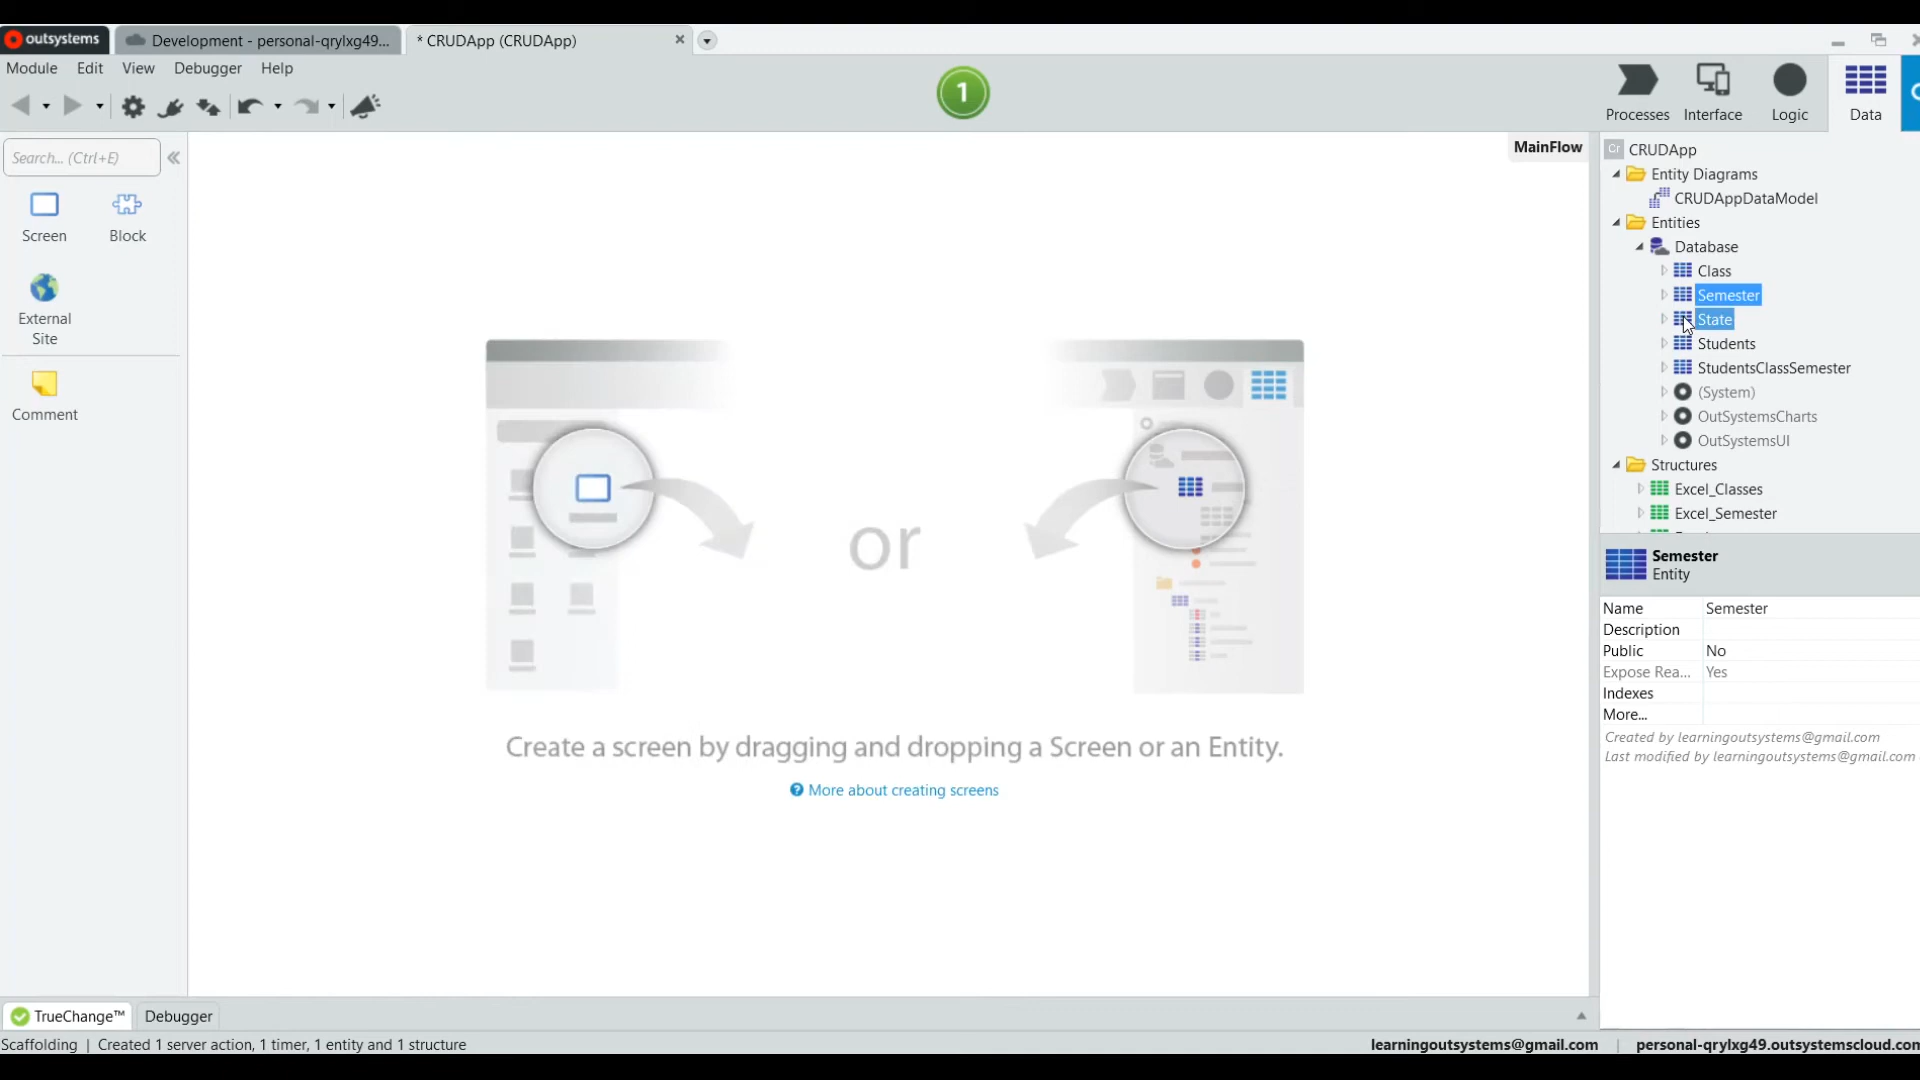 outsystems
Development - personal-qrylxg49...
* CRUDApp (CRUDApp)
Module Edit View Debugger Help
1
Processes Interface Logic Data
Search... (Ctrl+E)
MainFlow
Screen Block
External
Site
Comment
CRUDApp
Entity Diagrams
CRUDAppDataModel
Entities
Database
Class
Semester
State
Students
StudentsClassSemester
(System)
OutSystemsCharts
OutSystemsUI
Structures
Excel_Classes
Excel_Semester
or
Create a screen by dragging and dropping a Screen or an Entity.
? More about creating screens
Semester
Entity
Name Semester
Description
Public No
Expose Rea... Yes
Indexes
More...
Created by learningoutsystems@gmail.com
Last modified by learningoutsystems@gmail.com
TrueChange™ Debugger
Scaffolding | Created 1 server action, 1 timer, 1 entity and 1 structure
learningoutsystems@gmail.com | personal-qrylxg49.outsystemscloud.com